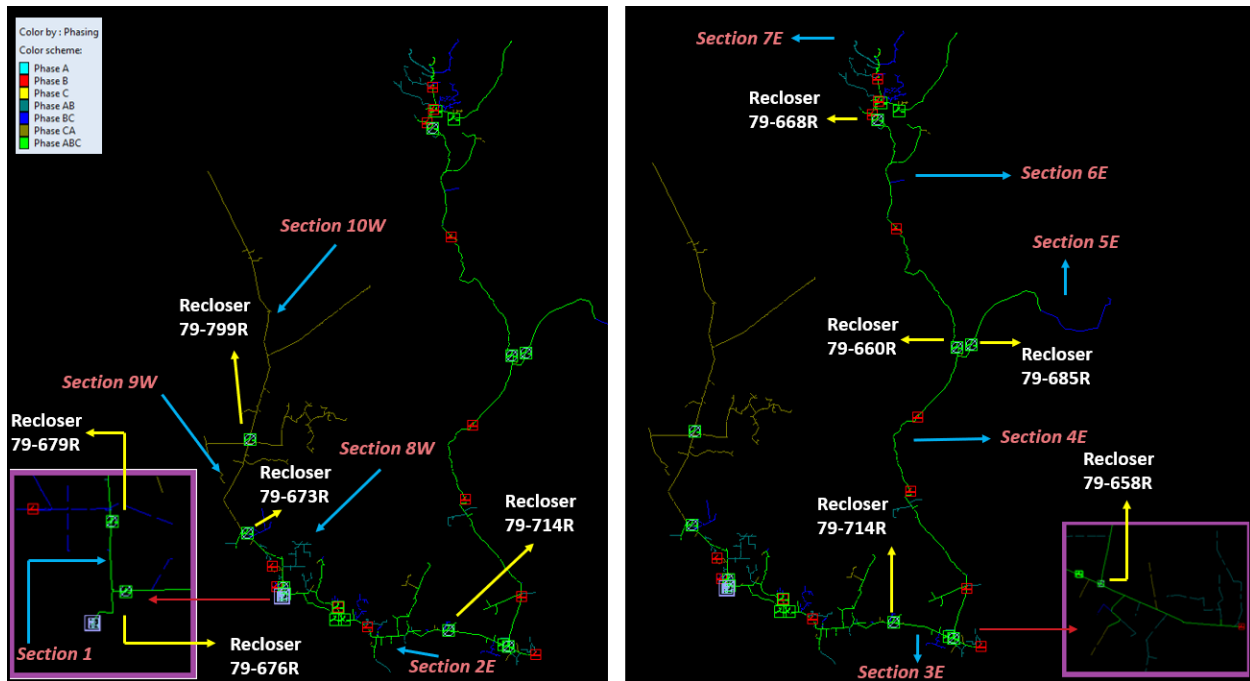 Color by : Phasing
Color scheme:
Phase A
Phase B
Phase C
Phase AB
Phase BC
Phase CA
Phase ABC
Section 10W
Recloser
79-799R
Section 9W
Recloser
79-679R
Section 8W
Recloser
79-673R
Recloser
79-714R
Section 1
Recloser
79-676R
Section 2E
Section 7E
Recloser
79-668R
Section 6E
Section 5E
Recloser
79-660R
Recloser
79-685R
Section 4E
Recloser
79-658R
Recloser
79-714R
Section 3E